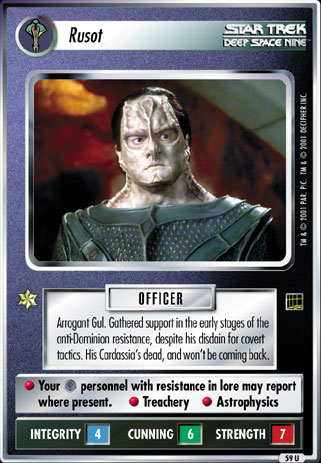 Rusot
STAR TREK
DEEP SPACE NINE
™ & © 2001 PAR. PIC. TM & © 2001 DECIPHER INC.
OFFICER
Arrogant Gul. Gathered support in the early stages of the
anti-Dominion resistance, despite his disdain for covert
tactics. His Cardassia's dead, and won't be coming back.
• Your personnel with resistance in lore may report
where present. • Treachery • Astrophysics
INTEGRITY 4 CUNNING 6 STRENGTH 7
59 U